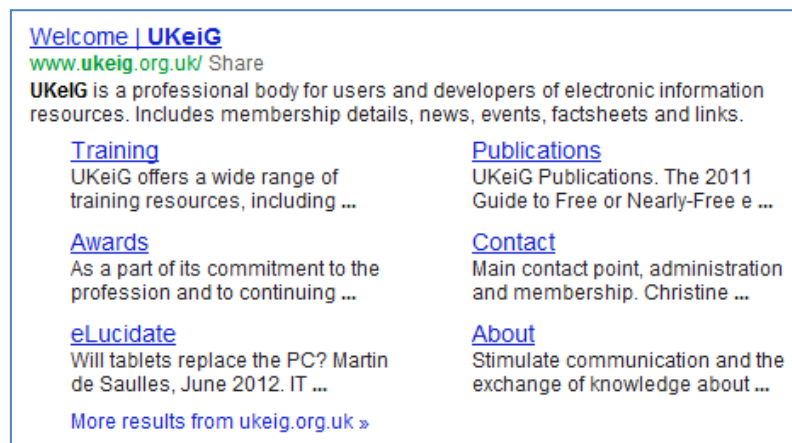 Welcome | UKeiG
www.ukeig.org.uk/ Share
UKeIG is a professional body for users and developers of electronic information
resources. Includes membership details, news, events, factsheets and links.
Training
UKeiG offers a wide range of
training resources, including ...
Publications
UKeiG Publications. The 2011
Guide to Free or Nearly-Free e ...
Awards
As a part of its commitment to the
profession and to continuing ...
Contact
Main contact point, administration
and membership. Christine ...
eLucidate
Will tablets replace the PC? Martin
de Saulles, June 2012. IT ...
About
Stimulate communication and the
exchange of knowledge about ...
More results from ukeig.org.uk »